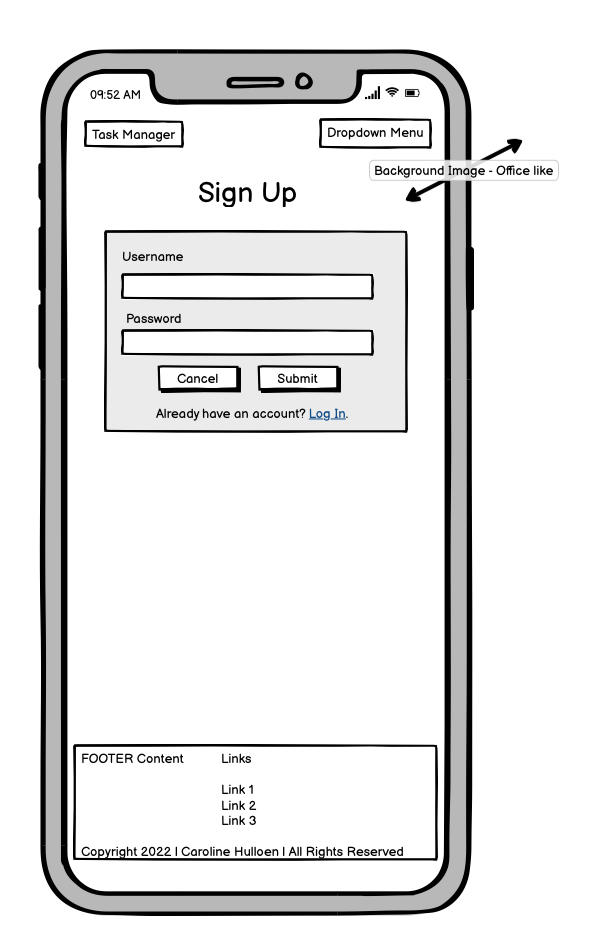 09:52 AM
Task Manager
Dropdown Menu
Background Image - Office like
Sign Up
Username
Password
Cancel
Submit
Already have an account? Log In.
FOOTER Content
Links
Link 1
Link 2
Link 3
Copyright 2022 | Caroline Hulloen | All Rights Reserved